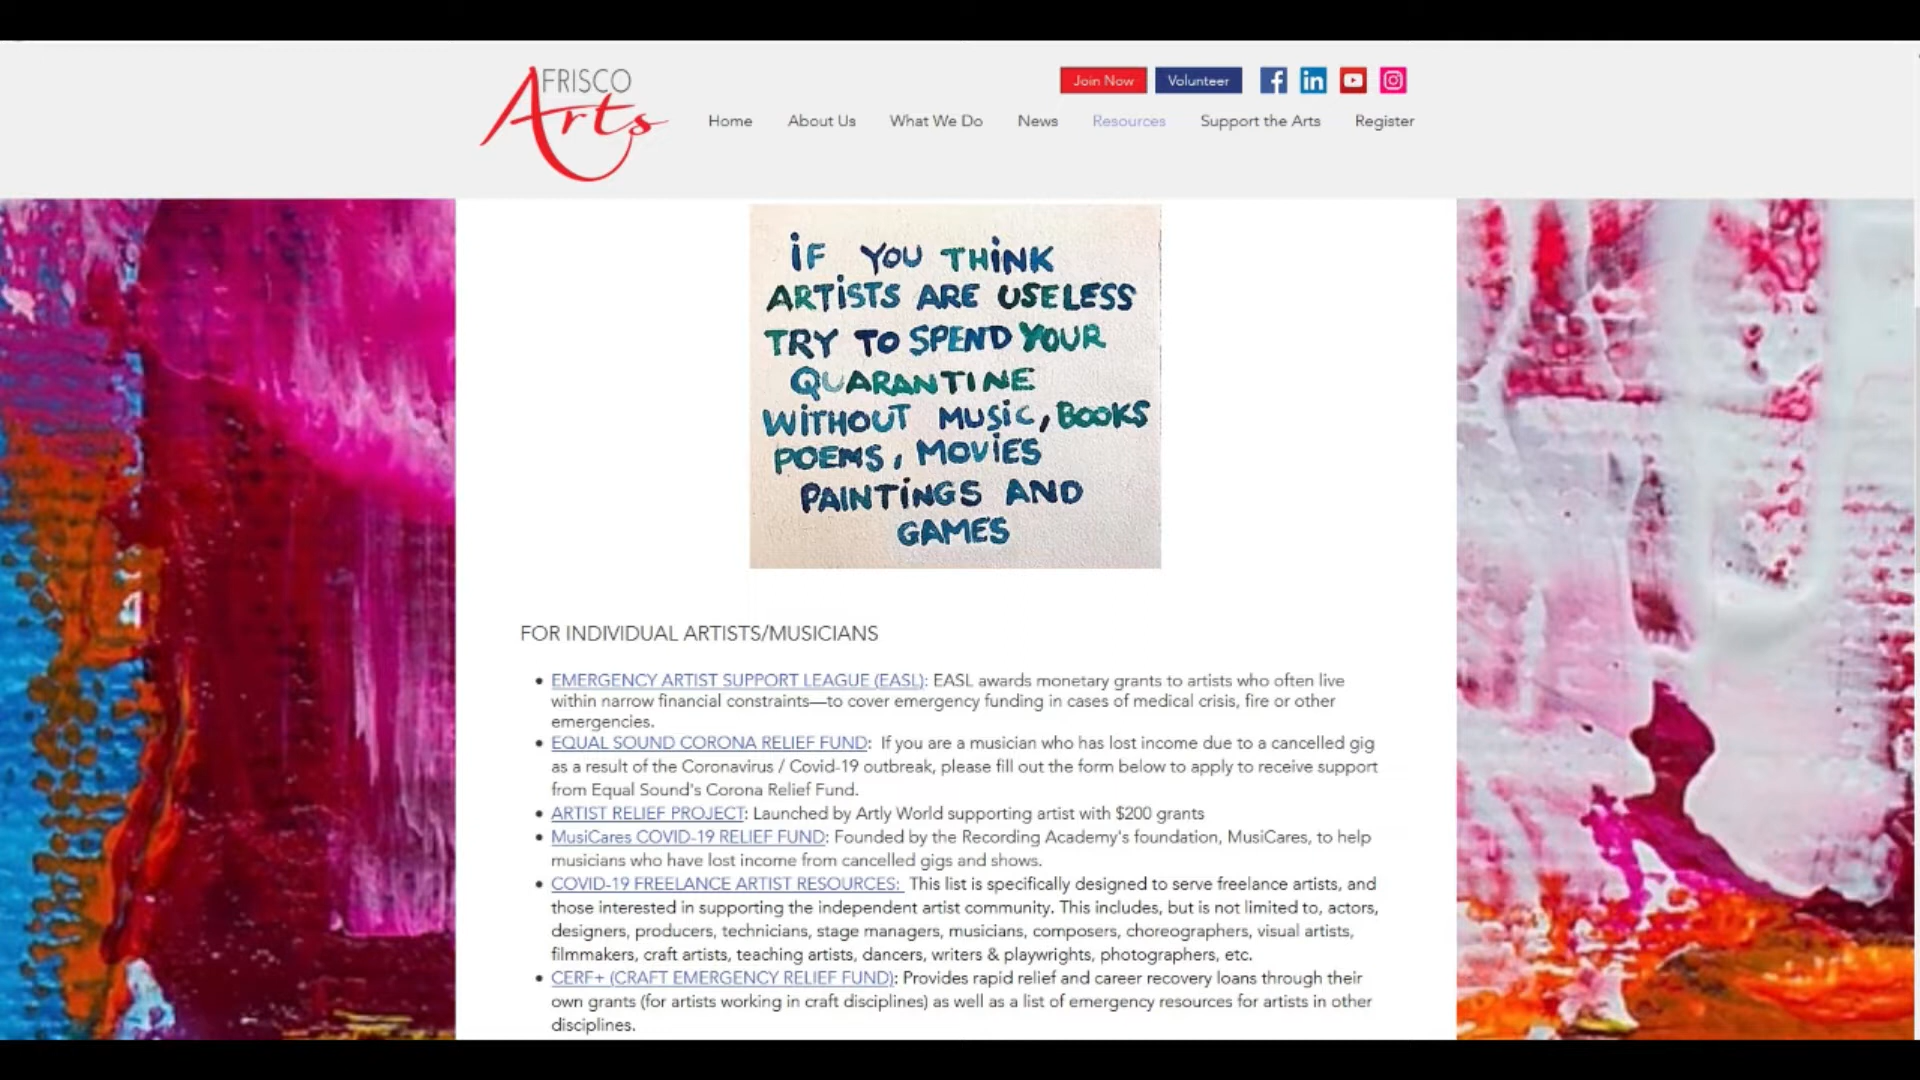 FRISCO
Arts
Join Now
Volunteer
Home
About Us
What We Do
News
Resources
Support the Arts
Register
iF YOU THiNK
ARTiSTS ARE USELESS
TRY TO SPEND YOUR
QUARANTINE
WiTHOUT MUSiC, BOOKS
POEMS, MOViES
PAiNTiNGS AND
GAMES
FOR INDIVIDUAL ARTISTS/MUSICIANS
• EMERGENCY ARTIST SUPPORT LEAGUE (EASL): EASL awards monetary grants to artists who often live
within narrow financial constraints—to cover emergency funding in cases of medical crisis, fire or other
emergencies.
• EQUAL SOUND CORONA RELIEF FUND: If you are a musician who has lost income due to a cancelled gig
as a result of the Coronavirus / Covid-19 outbreak, please fill out the form below to apply to receive support
from Equal Sound's Corona Relief Fund.
• ARTIST RELIEF PROJECT: Launched by Artly World supporting artist with $200 grants
• MusiCares COVID-19 RELIEF FUND: Founded by the Recording Academy's foundation, MusiCares, to help
musicians who have lost income from cancelled gigs and shows.
• COVID-19 FREELANCE ARTIST RESOURCES: This list is specifically designed to serve freelance artists, and
those interested in supporting the independent artist community. This includes, but is not limited to, actors,
designers, producers, technicians, stage managers, musicians, composers, choreographers, visual artists,
filmmakers, craft artists, teaching artists, dancers, writers & playwrights, photographers, etc.
• CERF+ (CRAFT EMERGENCY RELIEF FUND): Provides rapid relief and career recovery loans through their
own grants (for artists working in craft disciplines) as well as a list of emergency resources for artists in other
disciplines.